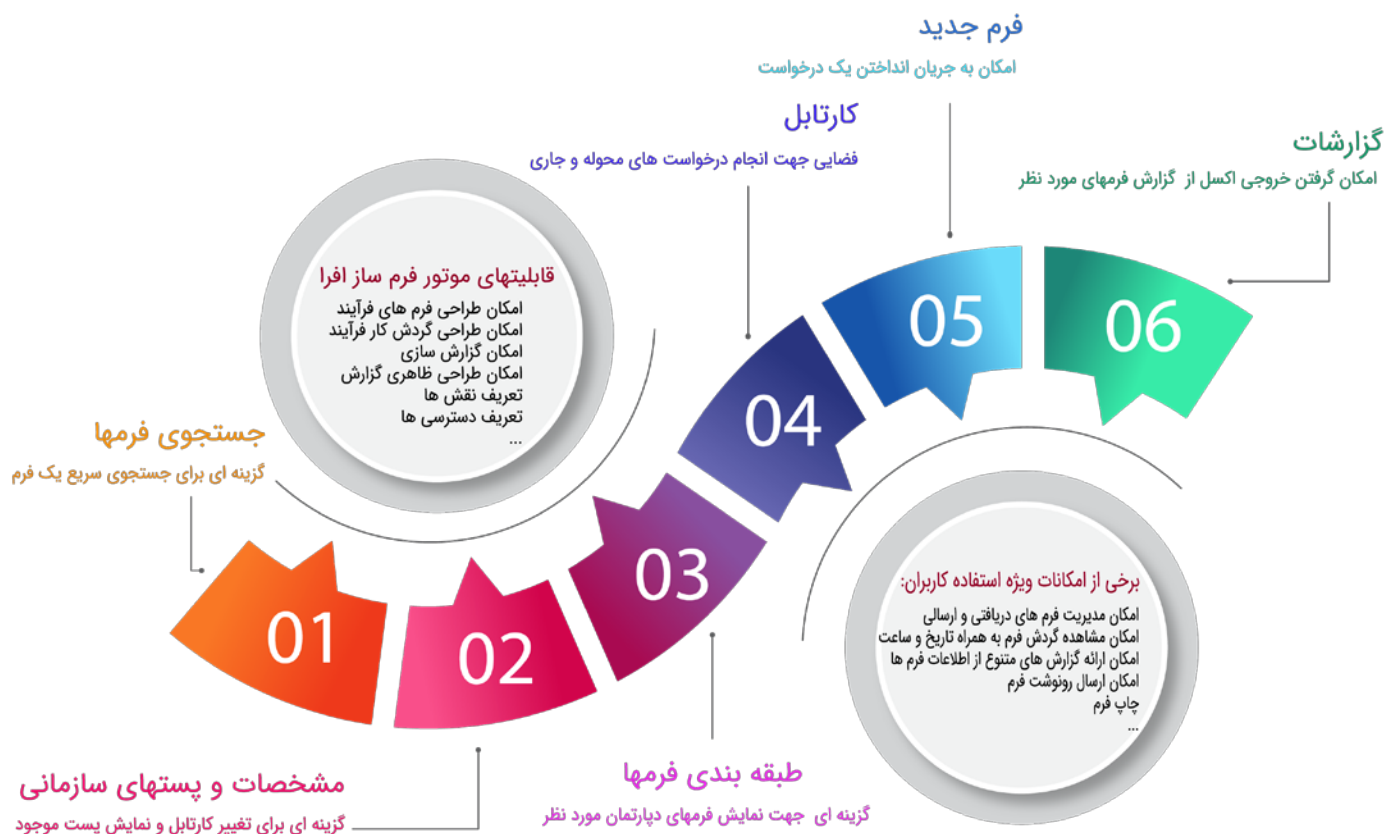 فرم جدید
امکان به جریان انداختن یک درخواست
کارتابل
فضایی جهت انجام درخواست های محوله و جاری
گزارشات
امکان گرفتن خروجی اکسل از گزارش فرمهای مورد نظر
قابلیتهای موتور فرم ساز افرا
امکان طراحی فرم های فرآیند
امکان طراحی گردش کار فرآیند
امکان گزارش سازی
امکان طراحی ظاهری گزارش
تعریف نقش ها
تعریف دسترسی ها
...
جستجوی فرمها
گزینه ای برای جستجوی سریع یک فرم
06
05
04
03
02
01
برخی از امکانات ویژه استفاده کاربران:
امکان مدیریت فرم های دریافتی و ارسالی
امکان مشاهده گردش فرم به همراه تاریخ و ساعت
امکان ارائه گزارش های متنوع از اطلاعات فرم ها
امکان ارسال رونوشت فرم
چاپ فرم
...
طبقه بندی فرمها
گزینه ای جهت نمایش فرمهای دپارتمان مورد نظر
مشخصات و پستهای سازمانی
گزینه ای برای تغییر کارتابل و نمایش پست موجود